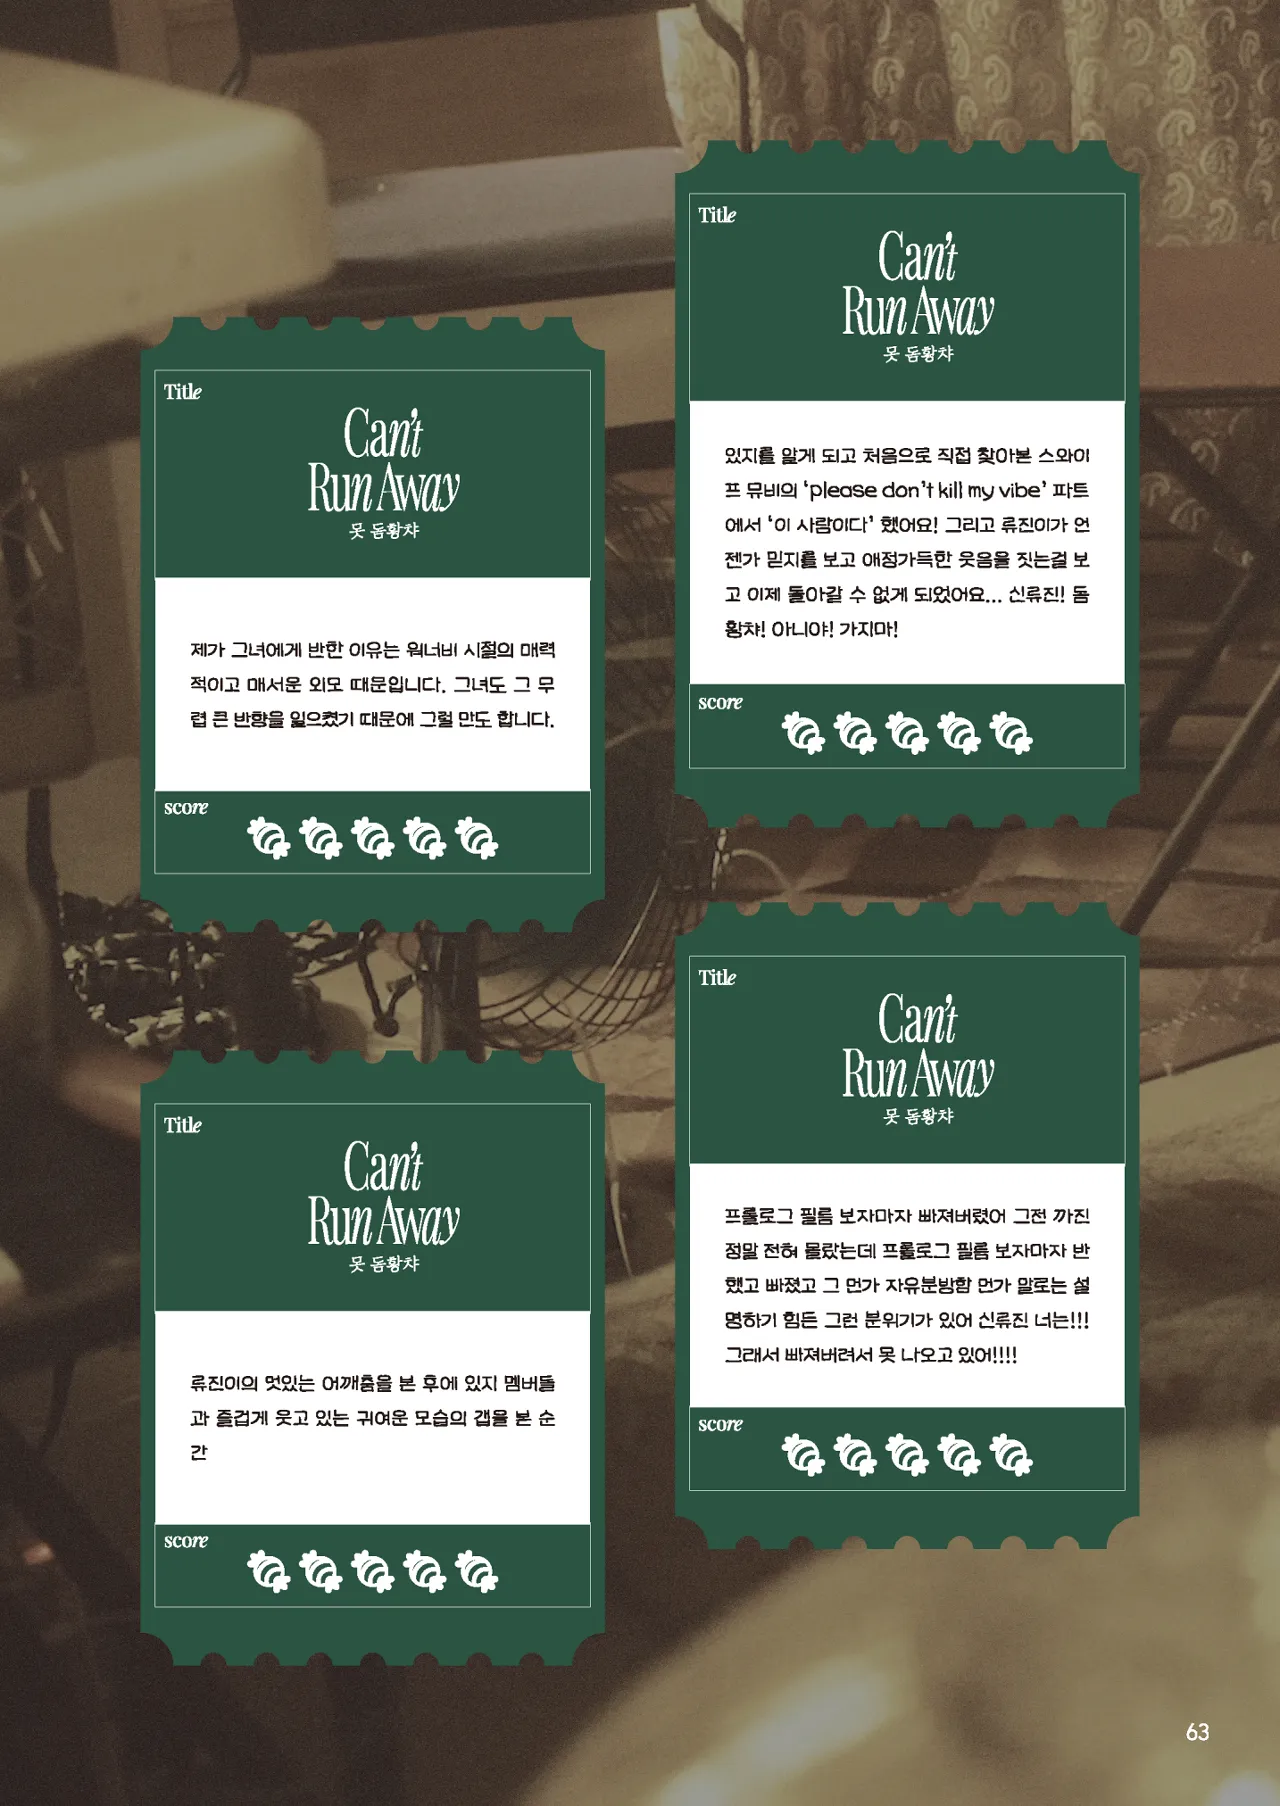 Title
Can't
Run Away
못 돔황챠
제가 그녀에게 반한 이유는 워너비 시절의 매력
적이고 매서운 외모 때문입니다. 그녀도 그 무
렵 큰 반향을 일으켰기 때문에 그럴 만도 합니다.
score
Title
Can't
Run Away
못 돔황챠
류진이의 멋있는 어깨춤을 본 후에 있지 멤버들
과 즐겁게 웃고 있는 귀여운 모습의 갭을 본 순
간
score
Title
Can't
Run Away
못 돔황챠
있지를 알게 되고 처음으로 직접 찾아본 스와이
프 뮤비의 ‘please don’t kill my vibe’ 파트
에서 ‘이 사람이다’ 했어요! 그리고 류진이가 언
젠가 믿지를 보고 애정가득한 웃음을 짓는걸 보
고 이제 돌아갈 수 없게 되었어요... 신류진! 돔
황챠! 아니야! 가지마!
score
Title
Can't
Run Away
못 돔황챠
프롤로그 필름 보자마자 빠져버렸어 그전 까진
정말 전혀 몰랐는데 프롤로그 필름 보자마자 반
했고 빠졌고 그 먼가 자유분방함 먼가 말로는 설
명하기 힘든 그런 분위기가 있어 신류진 너는!!!
그래서 빠져버려서 못 나오고 있어!!!!
score
63